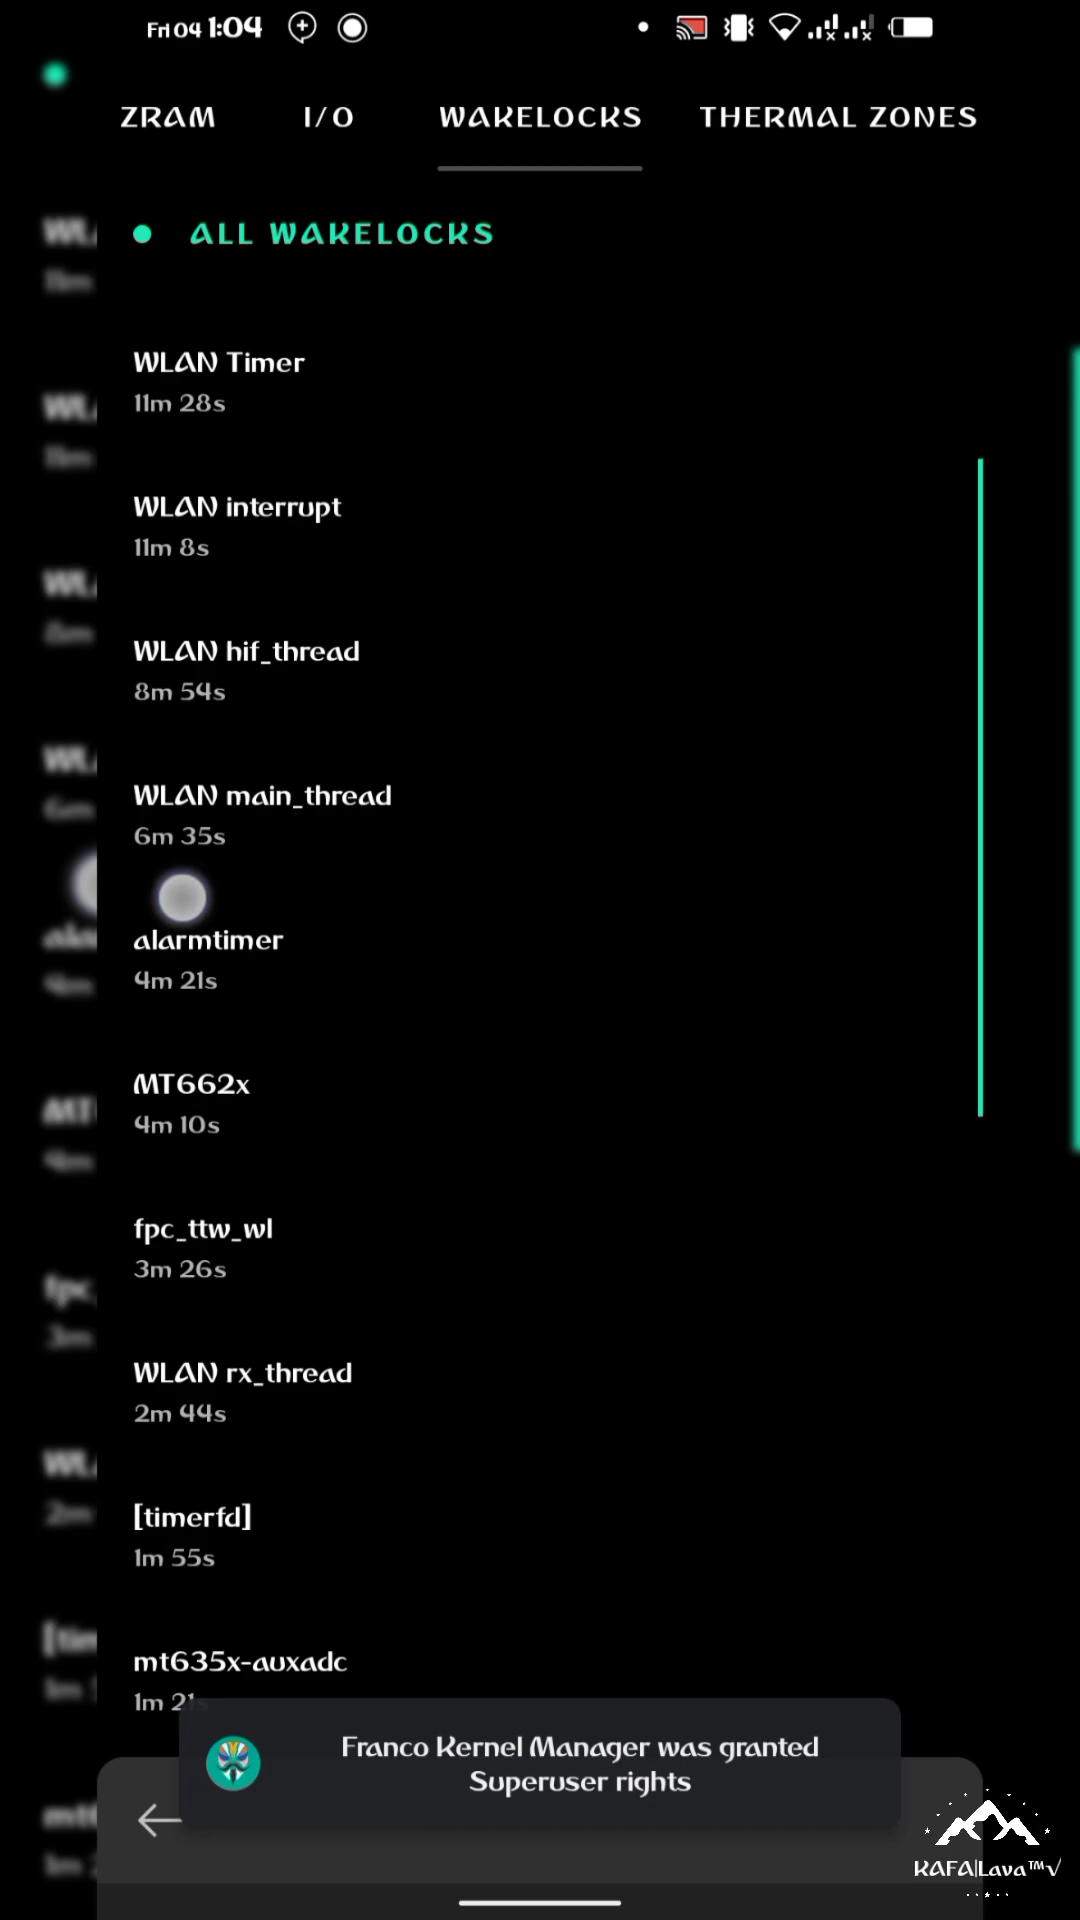 Fri 04 1:04
ZRAM I/O WAKELOCKS THERMAL ZONES
ALL WAKELOCKS
WLAN Timer
11m 28s
WLAN interrupt
11m 8s
WLAN hif_thread
8m 54s
WLAN main_thread
6m 35s
alarmtimer
4m 21s
MT662x
4m 10s
fpc_ttw_wl
3m 26s
WLAN rx_thread
2m 44s
[timerfd]
1m 55s
mt635x-auxadc
1m 21s
Franco Kernel Manager was granted
Superuser rights
KAFA|Lava™√